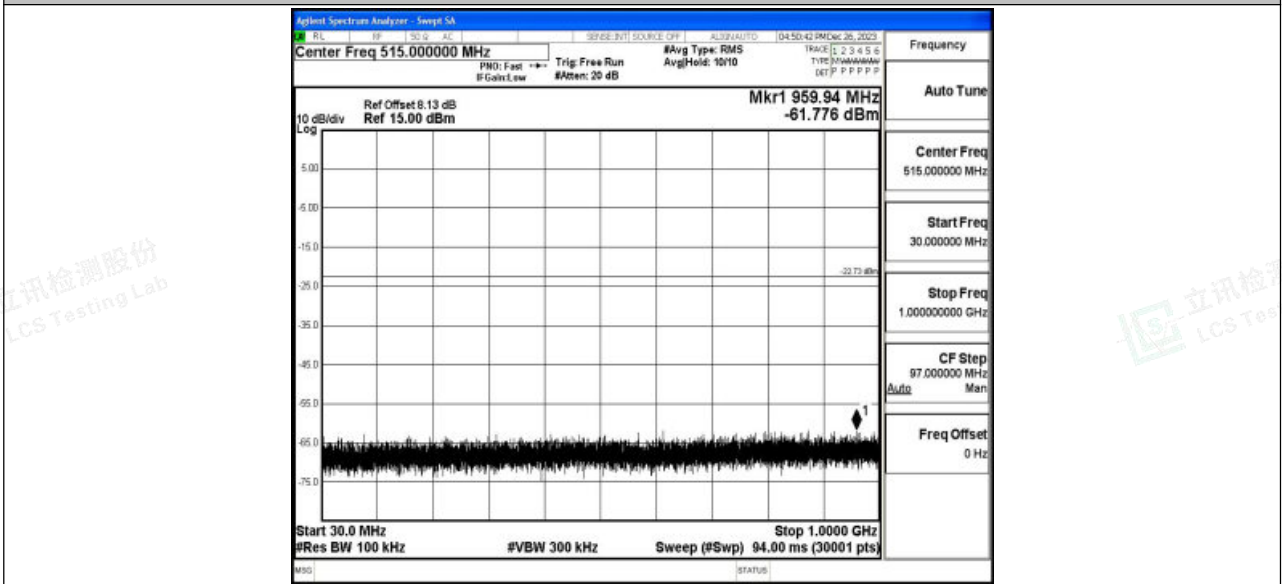 Agilent Spectrum Analyzer - Swept SA
RL RF 50 Ω AC SENSE:INT SOURCE OFF ALIGNAUTO 04:50:42 PM Dec 26, 2023
Center Freq 515.000000 MHz
PNO: Fast
IFGain:Low
Trig: Free Run
#Atten: 20 dB
#Avg Type: RMS
Avg|Hold: 10/10
TRACE 1 2 3 4 5 6
TYPE
DET P P P P P P
Frequency
Mkr1 959.94 MHz
-61.776 dBm
Ref Offset 8.13 dB
10 dB/div Ref 15.00 dBm
Log
5.00
-5.00
-15.0
-22.73 dBm
-25.0
-35.0
-45.0
-55.0
1
-65.0
-75.0
Start 30.0 MHz Stop 1.0000 GHz
#Res BW 100 kHz #VBW 300 kHz Sweep (#Swp) 94.00 ms (30001 pts)
MSG STATUS
Auto Tune
Center Freq
515.000000 MHz
Start Freq
30.000000 MHz
Stop Freq
1.000000000 GHz
CF Step
97.000000 MHz
Auto Man
Freq Offset
0 Hz
立讯检测股份
LCS Testing Lab
立讯检测
LCS Tes